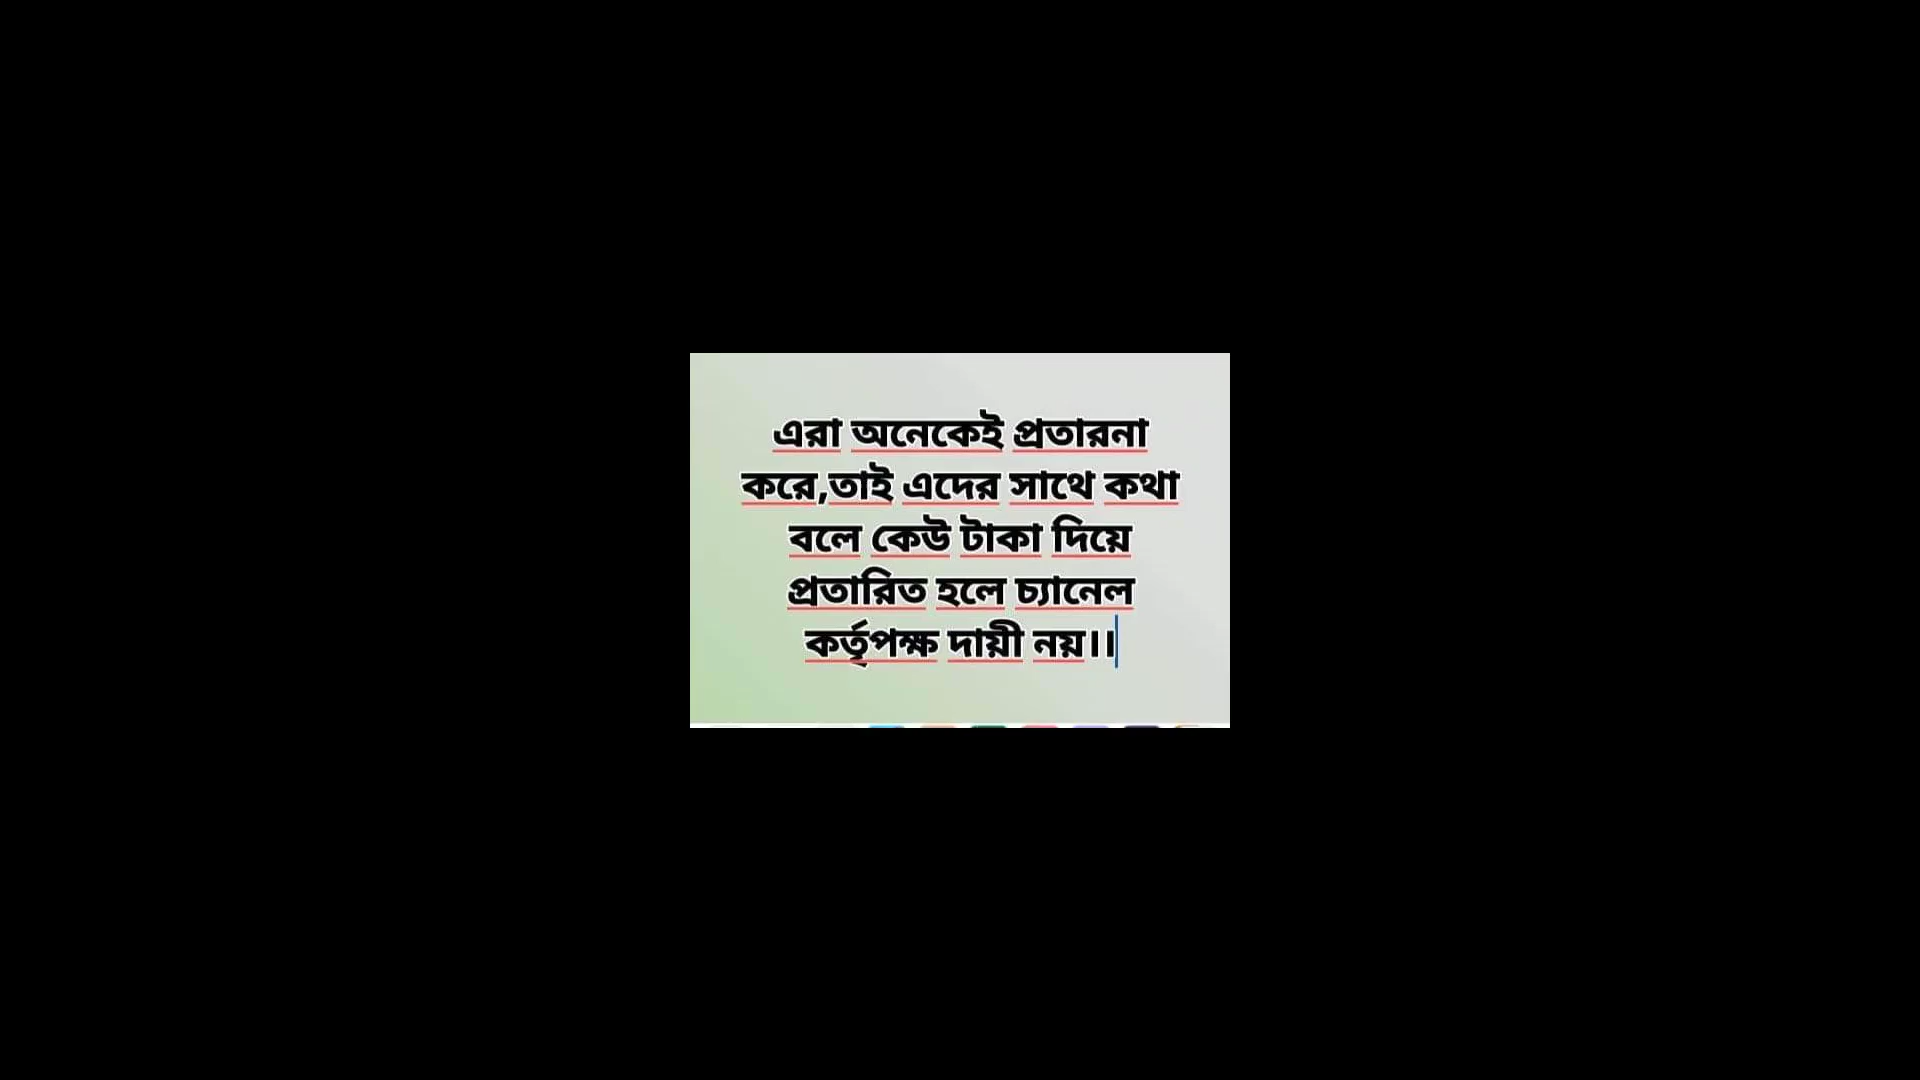 এরা অনেকেই প্রতারনা
করে,তাই এদের সাথে কথা
বলে কেউ টাকা দিয়ে
প্রতারিত হলে চ্যানেল
কর্তৃপক্ষ দায়ী নয়।।